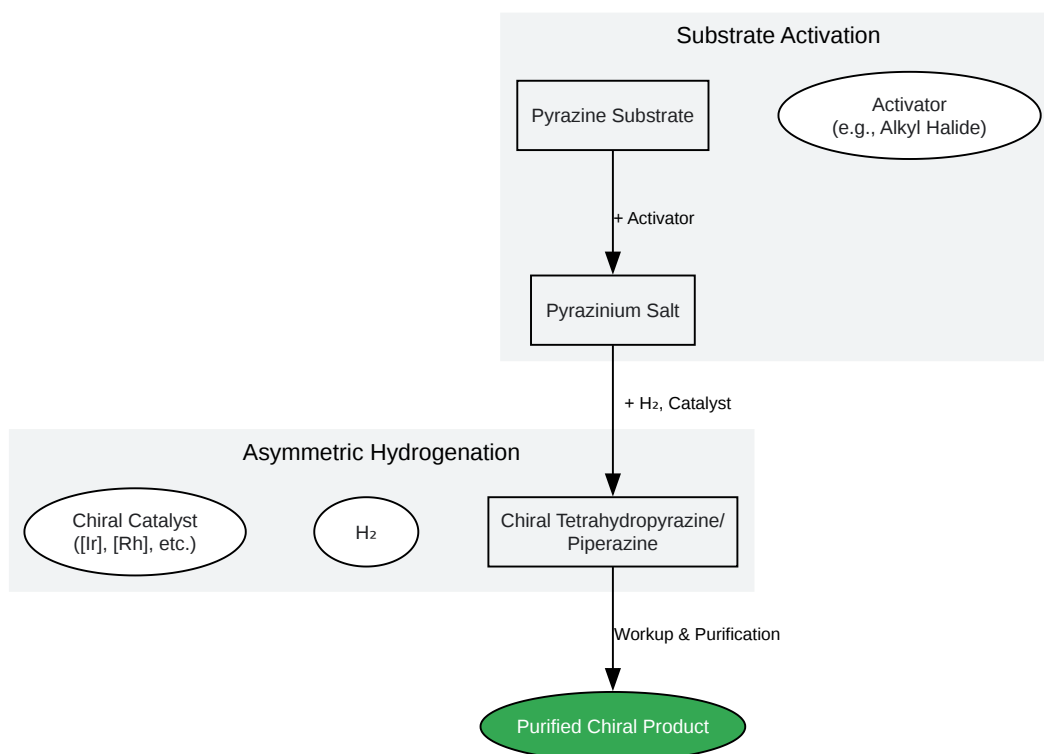 Substrate Activation
Pyrazine Substrate
Activator
(e.g., Alkyl Halide)
+ Activator
Pyrazinium Salt
+ H₂, Catalyst
Asymmetric Hydrogenation
Chiral Catalyst
([Ir], [Rh], etc.)
H₂
Chiral Tetrahydropyrazine/
Piperazine
Workup & Purification
Purified Chiral Product